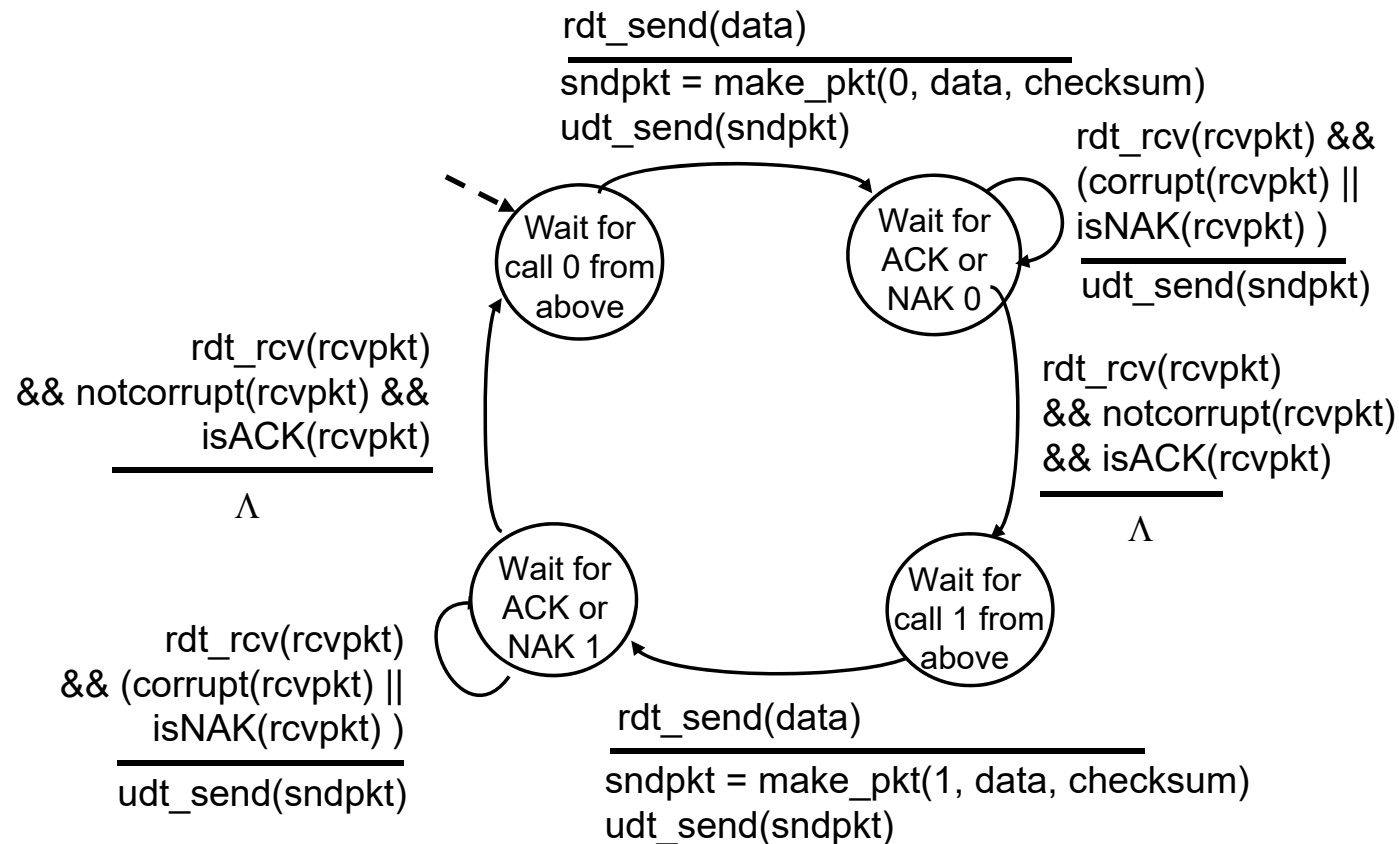 rdt_send(data)
sndpkt = make_pkt(0, data, checksum)
udt_send(sndpkt)
rdt_rcv(rcvpkt) &&
(corrupt(rcvpkt) ||
isNAK(rcvpkt) )
udt_send(sndpkt)
Wait for
call 0 from
above
Wait for
ACK or
NAK 0
rdt_rcv(rcvpkt)
&& notcorrupt(rcvpkt) &&
isACK(rcvpkt)
Λ
rdt_rcv(rcvpkt)
&& notcorrupt(rcvpkt)
&& isACK(rcvpkt)
Λ
Wait for
ACK or
NAK 1
Wait for
call 1 from
above
rdt_rcv(rcvpkt)
&& (corrupt(rcvpkt) ||
isNAK(rcvpkt) )
udt_send(sndpkt)
rdt_send(data)
sndpkt = make_pkt(1, data, checksum)
udt_send(sndpkt)